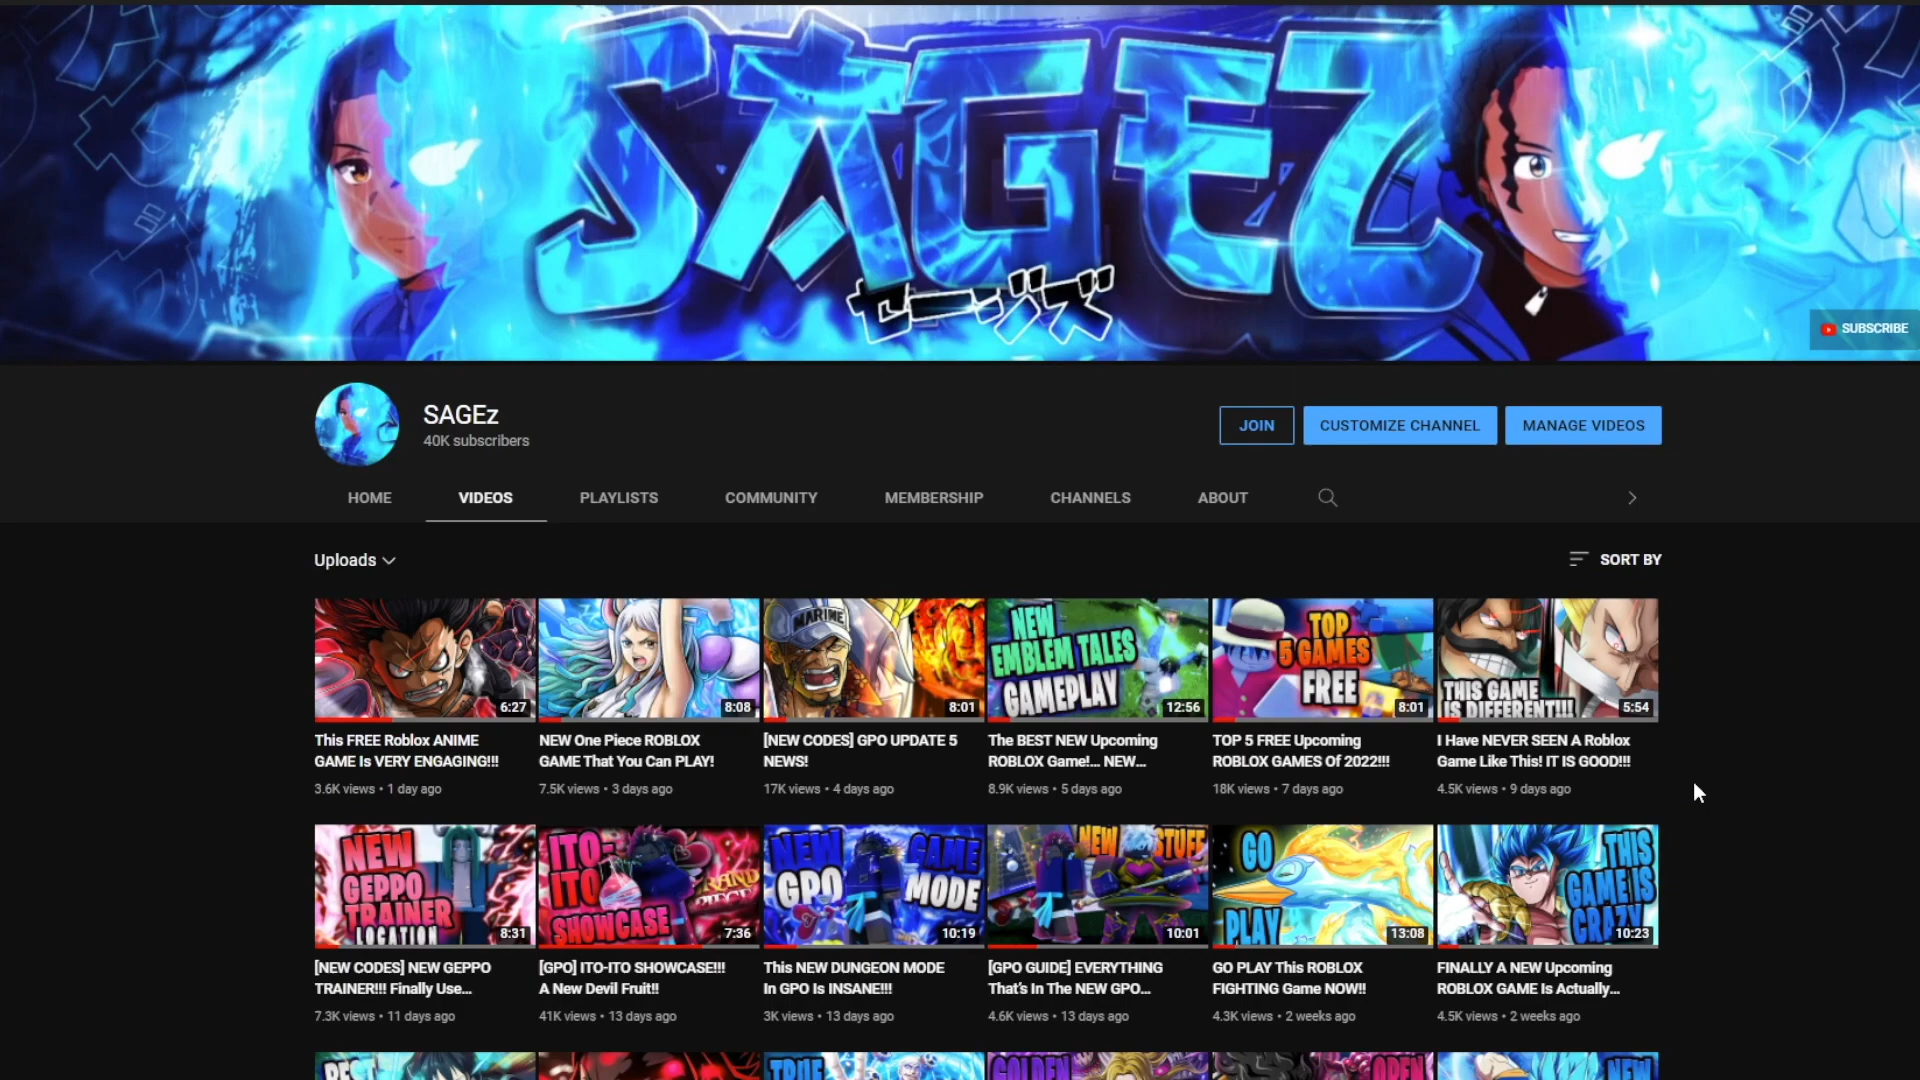 SAGEZ
セージズ
SUBSCRIBE
SAGEz
40K subscribers
JOIN
CUSTOMIZE CHANNEL
MANAGE VIDEOS
HOME
VIDEOS
PLAYLISTS
COMMUNITY
MEMBERSHIP
CHANNELS
ABOUT
Uploads
SORT BY
6:27
This FREE Roblox ANIME
GAME Is VERY ENGAGING!!!
3.6K views • 1 day ago
8:08
NEW One Piece ROBLOX
GAME That You Can PLAY!
7.5K views • 3 days ago
MARINE
8:01
[NEW CODES] GPO UPDATE 5
NEWS!
17K views • 4 days ago
NEW
EMBLEM TALES
GAMEPLAY
12:56
The BEST NEW Upcoming
ROBLOX Game!... NEW...
8.9K views • 5 days ago
TOP
5 GAMES
FREE
8:01
TOP 5 FREE Upcoming
ROBLOX GAMES Of 2022!!!
18K views • 7 days ago
THIS GAME
IS DIFFERENT!!!
5:54
I Have NEVER SEEN A Roblox
Game Like This! IT IS GOOD!!!
4.5K views • 9 days ago
NEW
GEPPO
TRAINER
LOCATION
8:31
[NEW CODES] NEW GEPPO
TRAINER!!! Finally Use...
7.3K views • 11 days ago
ITO-
ITO
SHOWCASE
7:36
[GPO] ITO-ITO SHOWCASE!!!
A New Devil Fruit!!
41K views • 13 days ago
NEW GAME
GPO MODE
10:19
This NEW DUNGEON MODE
In GPO Is INSANE!!!
3K views • 13 days ago
NEW STUFF
10:01
[GPO GUIDE] EVERYTHING
That's In The NEW GPO...
4.6K views • 13 days ago
GO
PLAY
13:08
GO PLAY This ROBLOX
FIGHTING Game NOW!!
4.3K views • 2 weeks ago
THIS
GAME IS
CRAZY
10:23
FINALLY A NEW Upcoming
ROBLOX GAME Is Actually...
4.5K views • 2 weeks ago
BEST
TRUE
GOLDEN
OPEN
NEW